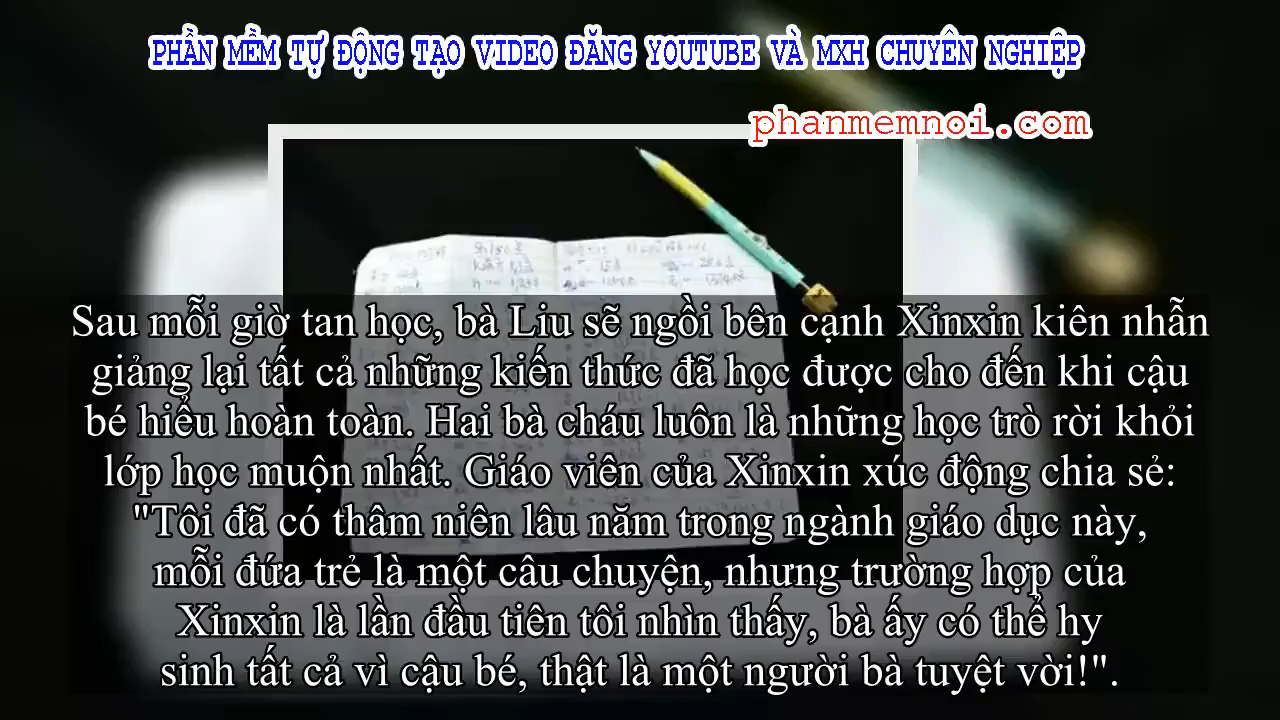 PHẦN MỀM TỰ ĐỘNG TẠO VIDEO ĐĂNG YOUTUBE VÀ MXH CHUYÊN NGHIỆP
phanmemnoi.com
Sau mỗi giờ tan học, bà Liu sẽ ngồi bên cạnh Xinxin kiên nhẫn
giảng lại tất cả những kiến thức đã học được cho đến khi cậu
bé hiểu hoàn toàn. Hai bà cháu luôn là những học trò rời khỏi
lớp học muộn nhất. Giáo viên của Xinxin xúc động chia sẻ:
"Tôi đã có thâm niên lâu năm trong ngành giáo dục này,
mỗi đứa trẻ là một câu chuyện, nhưng trường hợp của
Xinxin là lần đầu tiên tôi nhìn thấy, bà ấy có thể hy
sinh tất cả vì cậu bé, thật là một người bà tuyệt vời!".